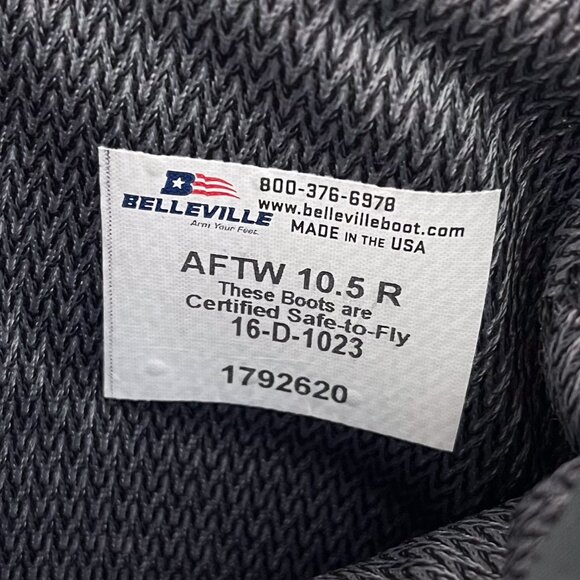 B
BELLEVILLE
Arm Your Feet.
800-376-6978
www.bellevilleboot.com
MADE IN THE USA
AFTW 10.5 R
These Boots are
Certified Safe-to-Fly
16-D-1023
1792620